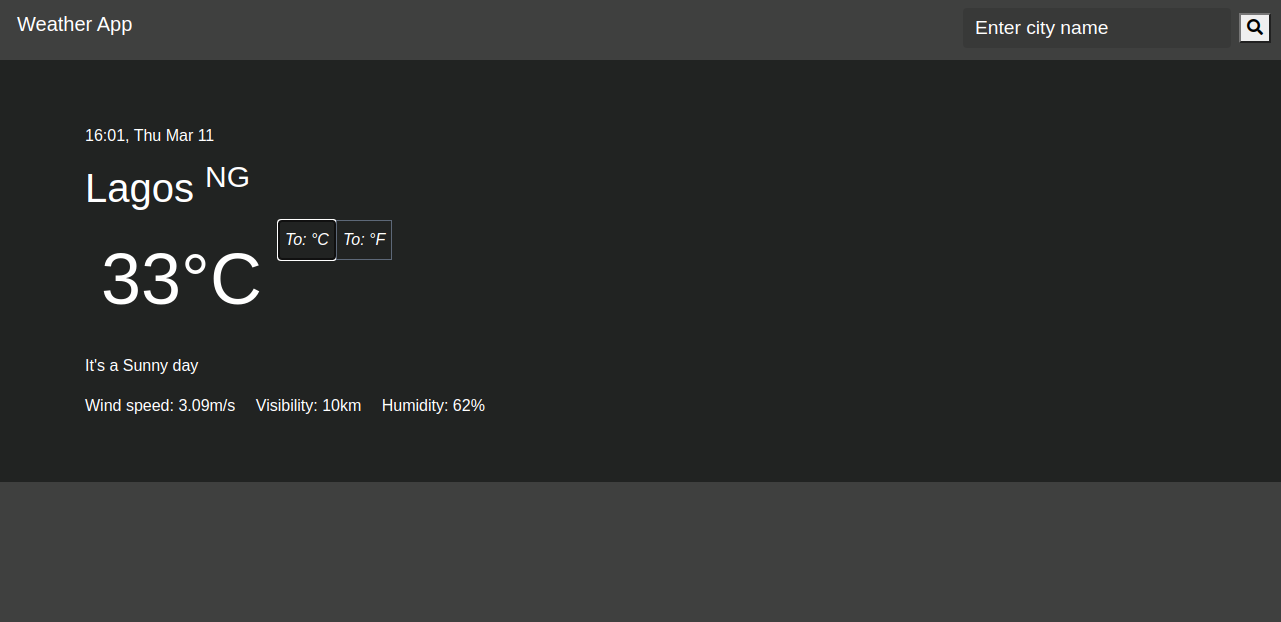 Weather App
Enter city name
16:01, Thu Mar 11
Lagos NG
33°C
To: °C To: °F
It's a Sunny day
Wind speed: 3.09m/s Visibility: 10km Humidity: 62%